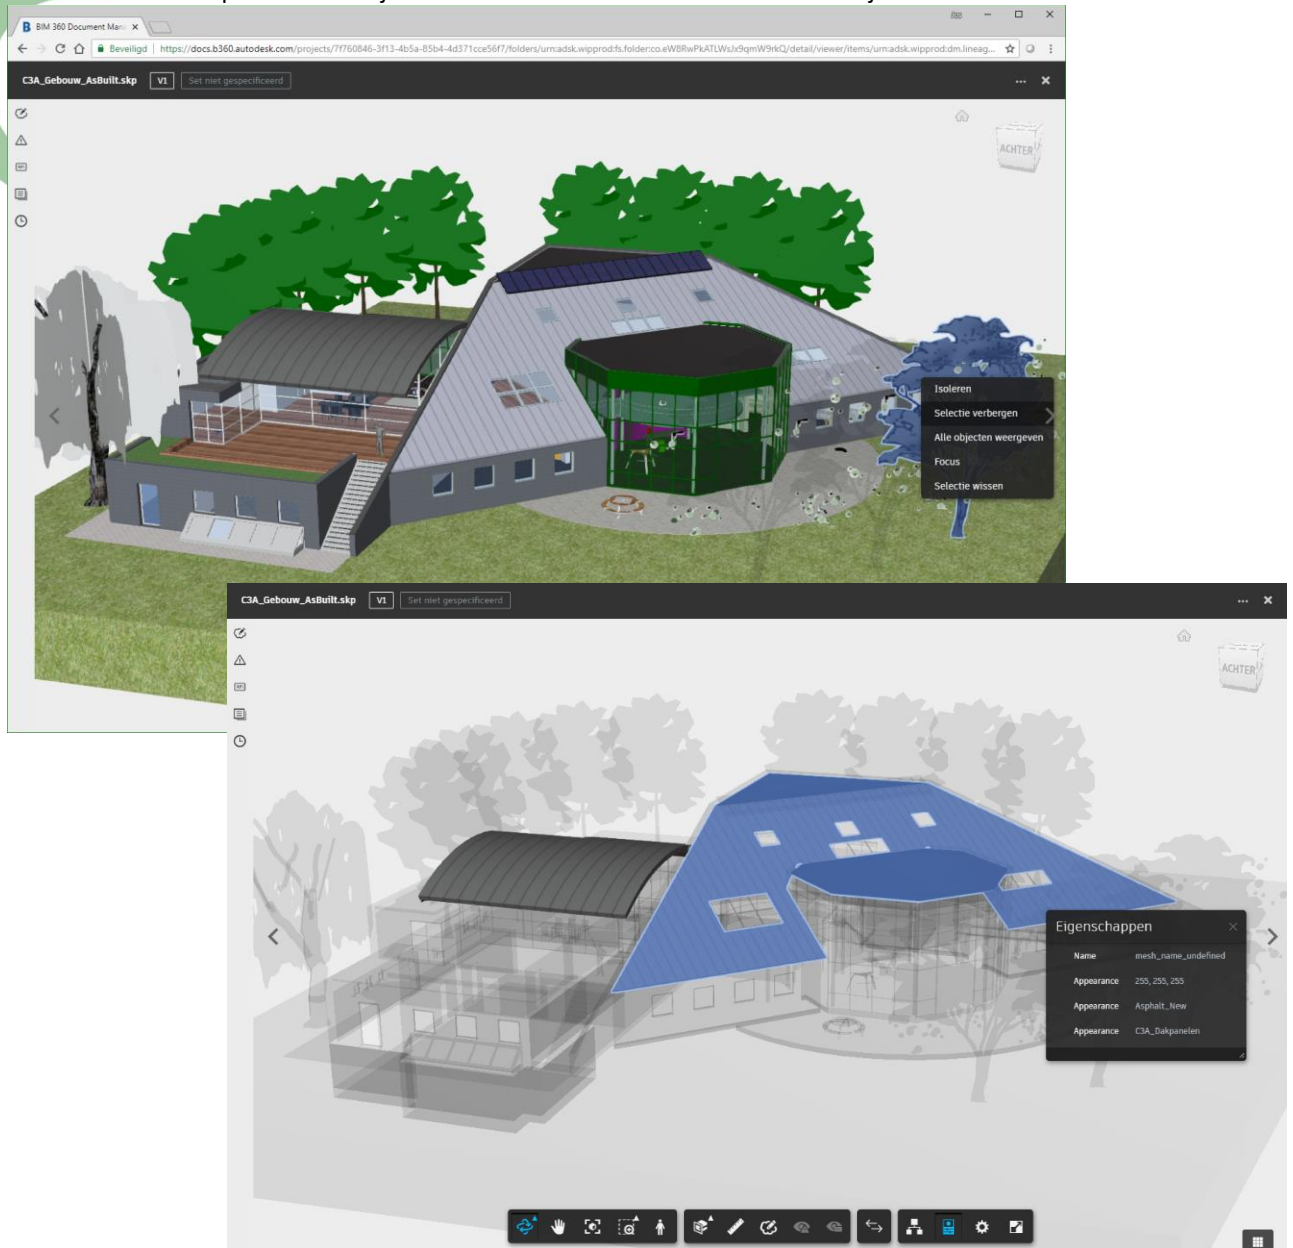 BIM 360 Document Man
Beveiligd | https://docs.b360.autodesk.com/projects/7f760846-3f13-4b5a-85b4-4d371cce56f7/folders/urn:adsk.wipprod:fs.folder:co.eW8RwPkATLWsJx9qmW9rkQ/detail/viewer/items/urn:adsk.wipprod:dm.lineag...
C3A_Gebouw_AsBuilt.skp V1 Set niet gespecificeerd
ACHTER
Isoleren
Selectie verbergen
Alle objecten weergeven
Focus
Selectie wissen
C3A_Gebouw_AsBuilt.skp V1 Set niet gespecificeerd
ACHTER
Eigenschappen
Name mesh_name_undefined
Appearance 255, 255, 255
Appearance Asphalt_New
Appearance C3A_Dakpanelen